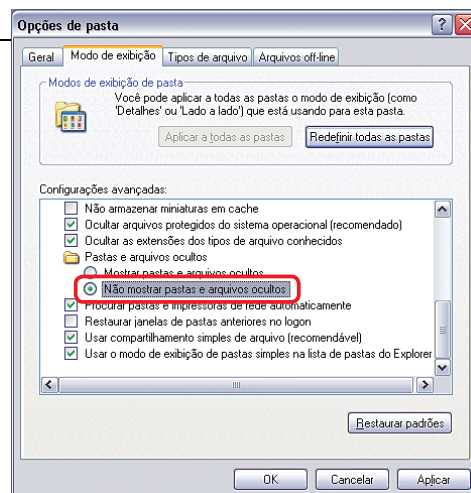 Opções de pasta
Geral Modo de exibição Tipos de arquivo Arquivos off-line
Modos de exibição de pasta
Você pode aplicar a todas as pastas o modo de exibição (como
'Detalhes' ou 'Lado a lado') que está usando para esta pasta.
Aplicar a todas as pastas Redefinir todas as pastas
Configurações avançadas:
Não armazenar miniaturas em cache
Ocultar arquivos protegidos do sistema operacional (recomendado)
Ocultar as extensões dos tipos de arquivo conhecidos
Pastas e arquivos ocultos
Mostrar pastas e arquivos ocultos
Não mostrar pastas e arquivos ocultos
Procurar pastas e impressoras de rede automaticamente
Restaurar janelas de pastas anteriores no logon
Usar compartilhamento simples de arquivo (recomendável)
Usar o modo de exibição de pastas simples na lista de pastas do Explorer
Restaurar padrões
OK Cancelar Aplicar